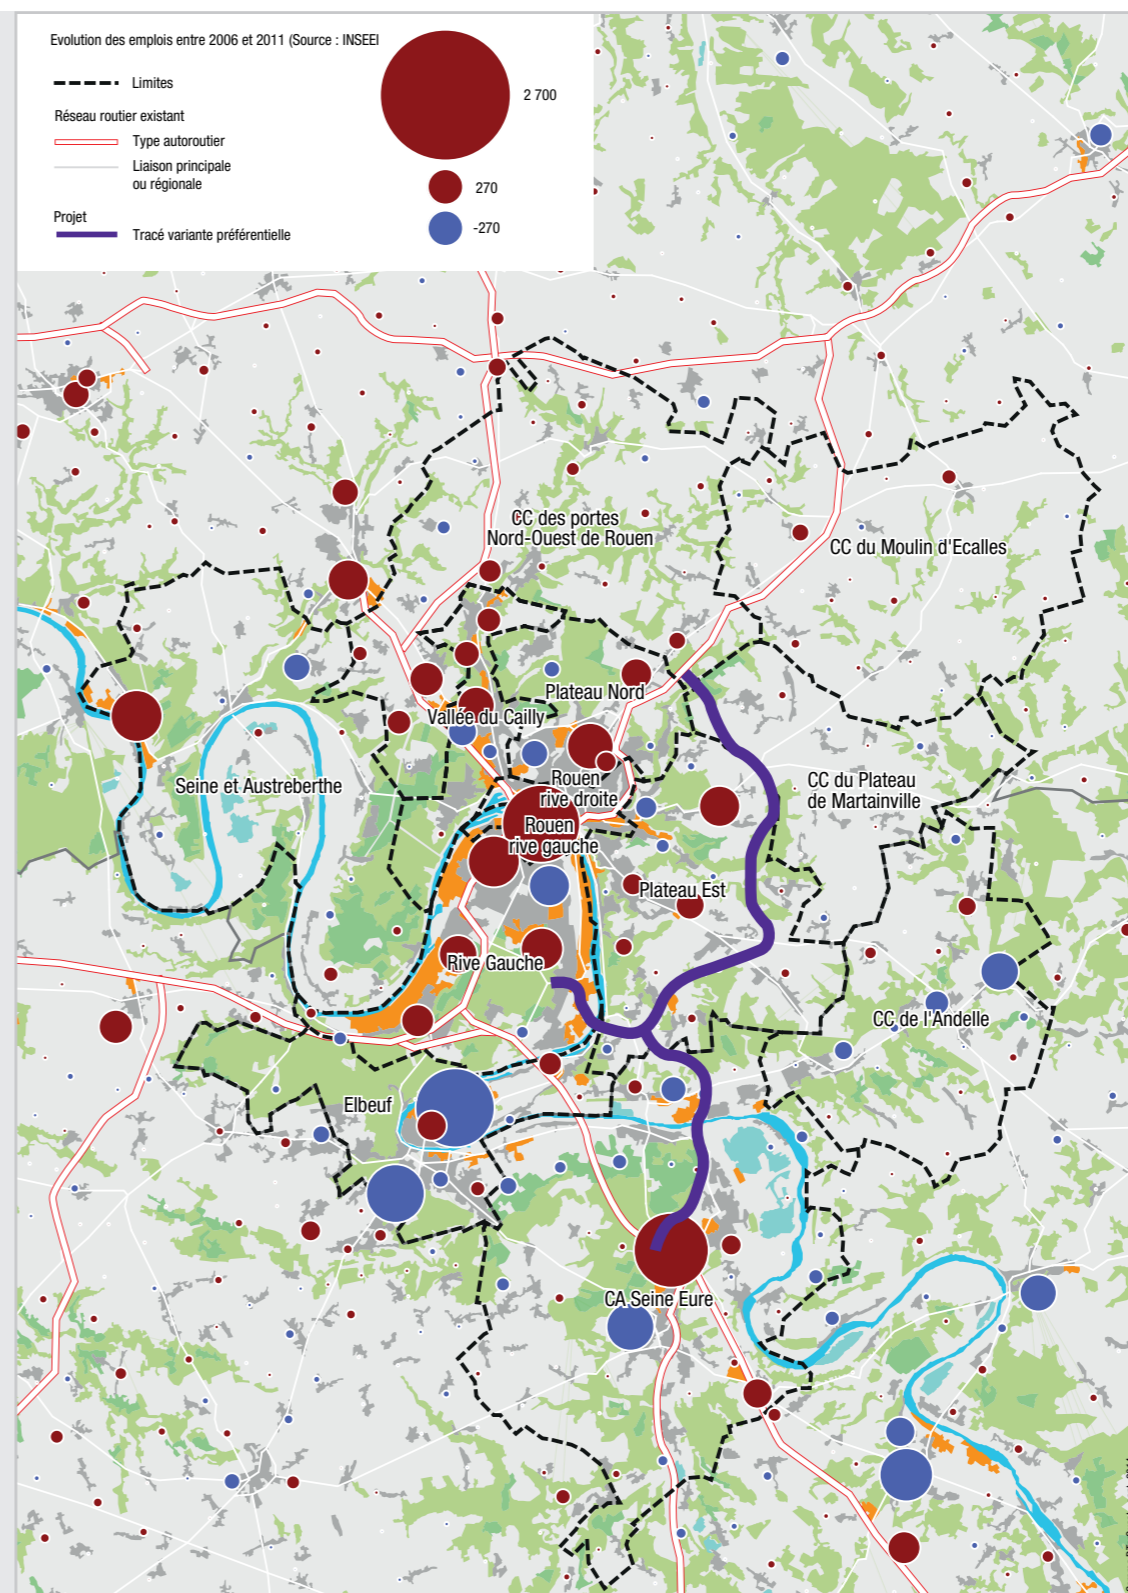 Evolution des emplois entre 2006 et 2011 (Source : INSEE
Limites
Réseau routier existant
Type autoroutier
Liaison principale
ou régionale
Projet
Tracé variante préférentielle
2 700
270
-270
CC des portes
Nord-Ouest de Rouen
CC du Moulin d'Ecalles
Plateau Nord
Vallée du Cailly
Seine et Austreberthe
Rouen
rive droite
Rouen
rive gauche
CC du Plateau
de Martainville
Plateau Est
Rive Gauche
CC de l'Andelle
Elbeuf
CA Seine Eure